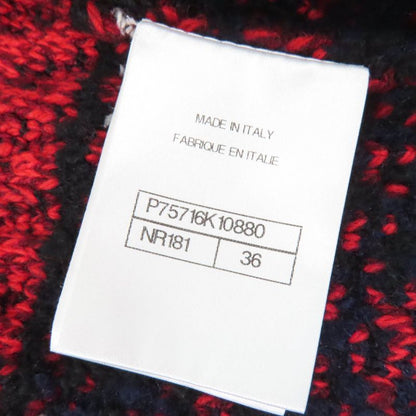 MADE IN ITALY
FABRIQUE EN ITALIE
P75716K10880
NR181 36